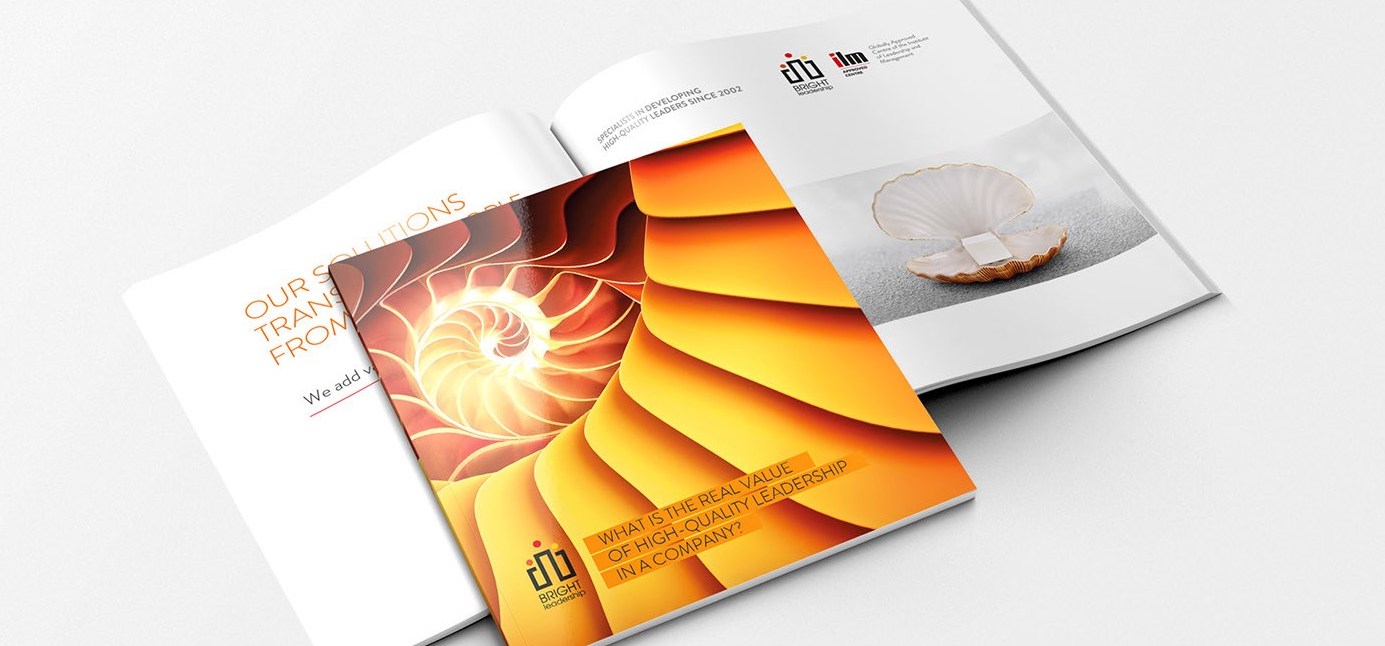 OUR SOLUTIONS
TRANS
FROM
We add v
SPECIALISTS IN DEVELOPING
HIGH-QUALITY LEADERS SINCE 2002
BRIGHT
leadership
ilm
APPROVED
CENTRE
Globally Approved
Centre of the Institute
of Leadership and
Management
WHAT IS THE REAL VALUE
OF HIGH-QUALITY LEADERSHIP
IN A COMPANY?
BRIGHT
leadership